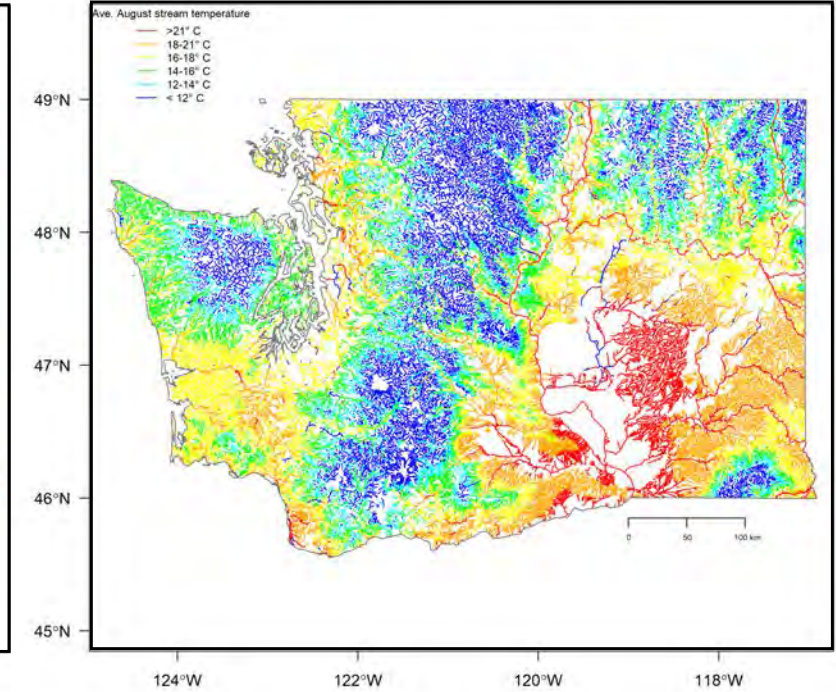 Ave. August stream temperature
>21° C
18-21° C
16-18° C
14-16° C
12-14° C
< 12° C
49°N
48°N
47°N
46°N
45°N
0 50 100 km
124°W 122°W 120°W 118°W